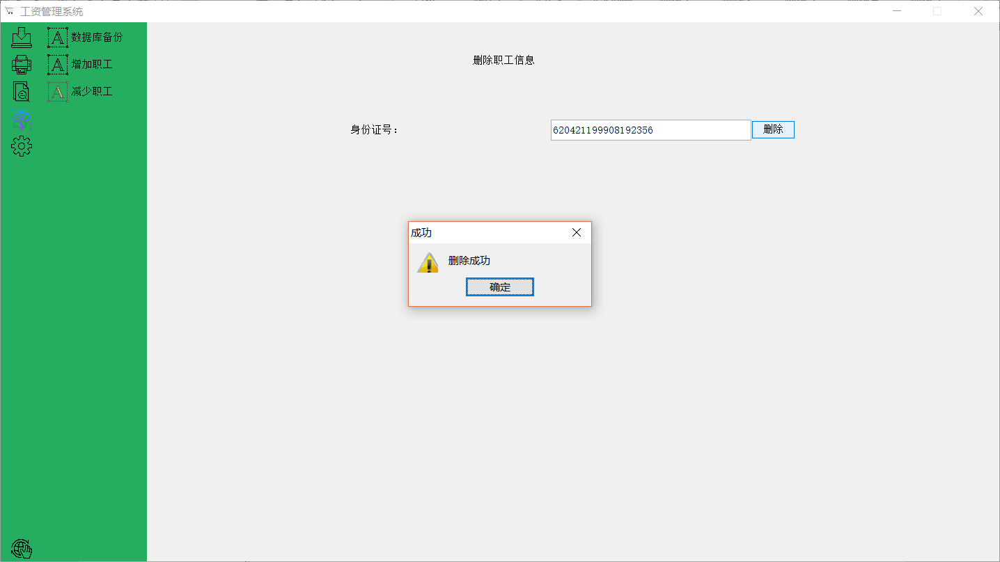 工资管理系统
数据库备份
增加职工
减少职工
删除职工信息
身份证号：
620421199908192356
删除
成功
删除成功
确定